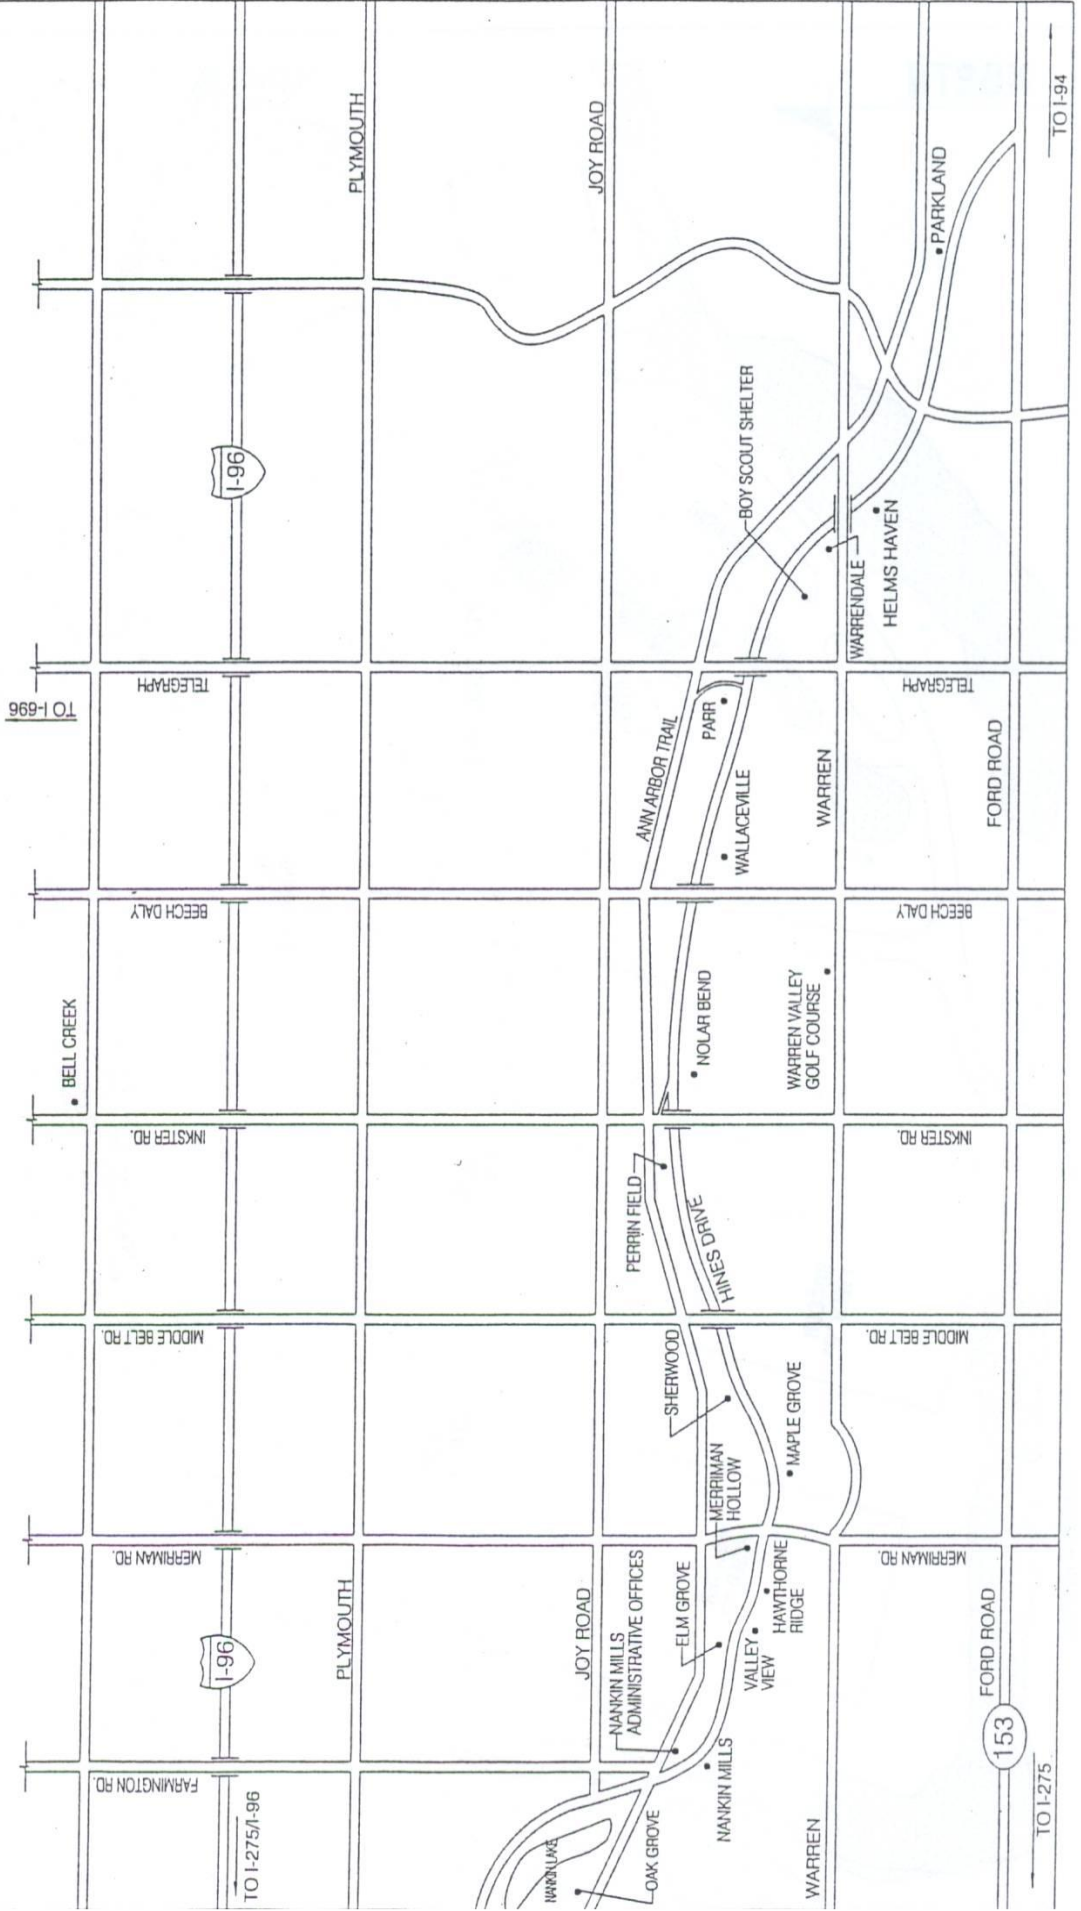 TO I-94
PLYMOUTH
JOY ROAD
PARKLAND
I-96
BOY SCOUT SHELTER
WARRENDALE
HELMS HAVEN
TO I-696
TELEGRAPH
TELEGRAPH
ANN ARBOR TRAIL
PARR
WALLACEVILLE
WARREN
FORD ROAD
BEECH DALY
BEECH DALY
BELL CREEK
NOLAR BEND
WARREN VALLEY
GOLF COURSE
INKSTER RD.
INKSTER RD.
PERRIN FIELD
HINES DRIVE
MIDDLE BELT RD.
MIDDLE BELT RD.
SHERWOOD
MAPLE GROVE
MERRIMAN
HOLLOW
MERRIMAN RD.
MERRIMAN RD.
I-96
PLYMOUTH
JOY ROAD
NANKIN MILLS
ADMINISTRATIVE OFFICES
ELM GROVE
VALLEY
VIEW
HAWTHORNE
RIDGE
FORD ROAD
153
FARMINGTON RD.
TO I-275/I-96
NANKIN LAKE
OAK GROVE
NANKIN MILLS
WARREN
TO I-275